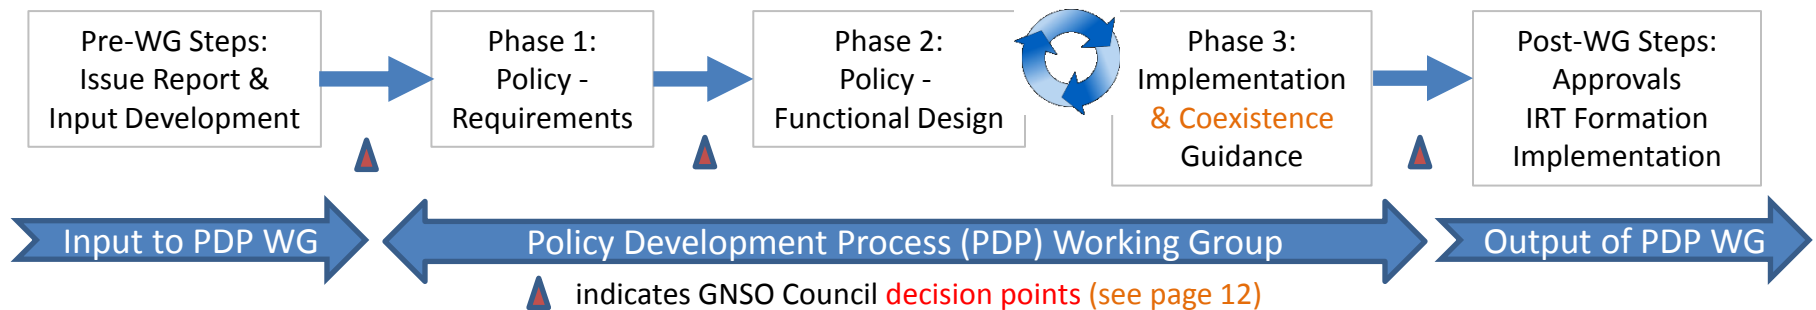 Pre-WG Steps:
Issue Report &
Input Development
Phase 1:
Policy -
Requirements
Phase 2:
Policy -
Functional Design
Phase 3:
Implementation
& Coexistence
Guidance
Post-WG Steps:
Approvals
IRT Formation
Implementation
Input to PDP WG
Policy Development Process (PDP) Working Group
Output of PDP WG
indicates GNSO Council decision points (see page 12)